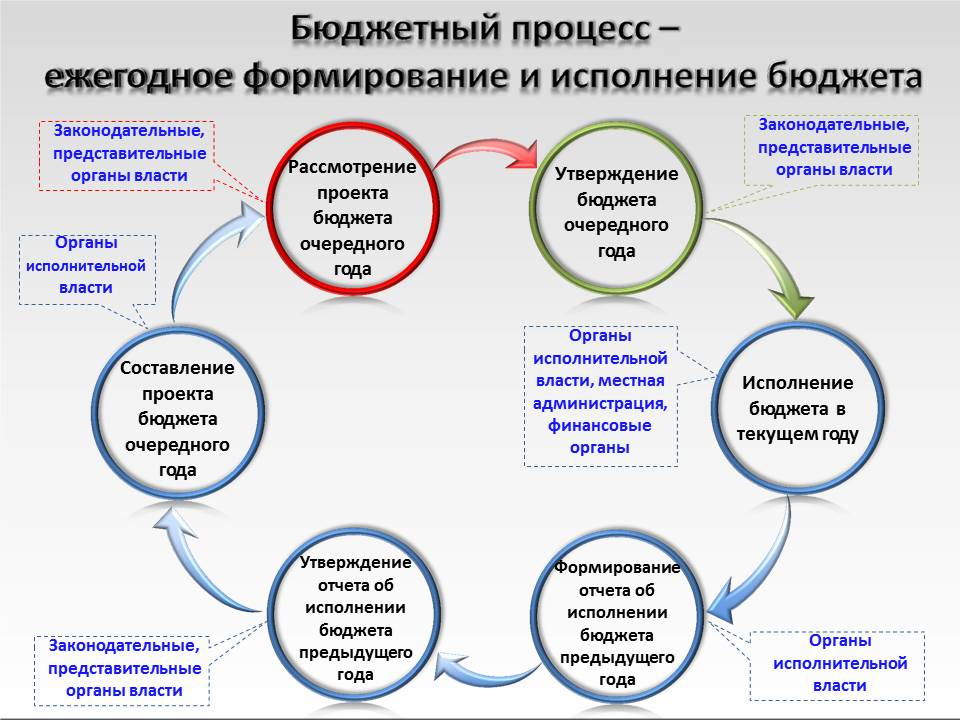 Бюджетный процесс –
ежегодное формирование и исполнение бюджета
Законодательные,
представительные
органы власти
Рассмотрение
проекта
бюджета
очередного
года
Утверждение
бюджета
очередного
года
Законодательные,
представительные
органы власти
Органы
исполнительной
власти
Составление
проекта
бюджета
очередного
года
Органы
исполнительной
власти, местная
администрация,
финансовые
органы
Исполнение
бюджета в
текущем году
Утверждение
отчета об
исполнении
бюджета
предыдущего
года
Формирование
отчета об
исполнении
бюджета
предыдущего
года
Законодательные,
представительные
органы власти
Органы
исполнительной
власти